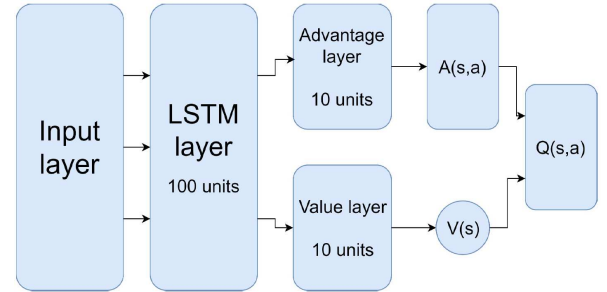 Input
layer
LSTM
layer
100 units
Advantage
layer
10 units
A(s,a)
Value layer
10 units
V(s)
Q(s,a)